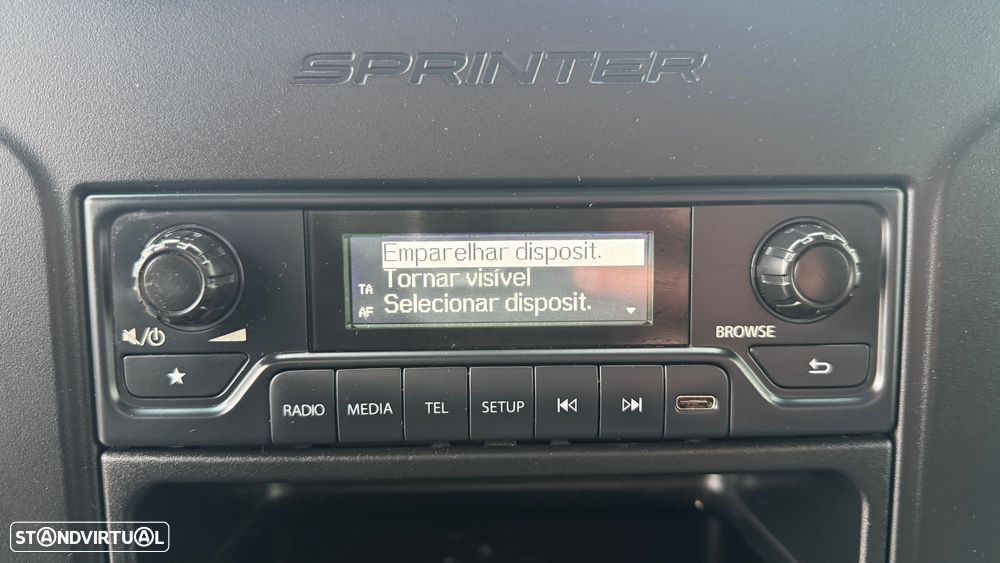 SPRINTER
Emparelhar disposit.
TA Tornar visível
AF Selecionar disposit.
BROWSE
RADIO MEDIA TEL SETUP
STANDVIRTUAL